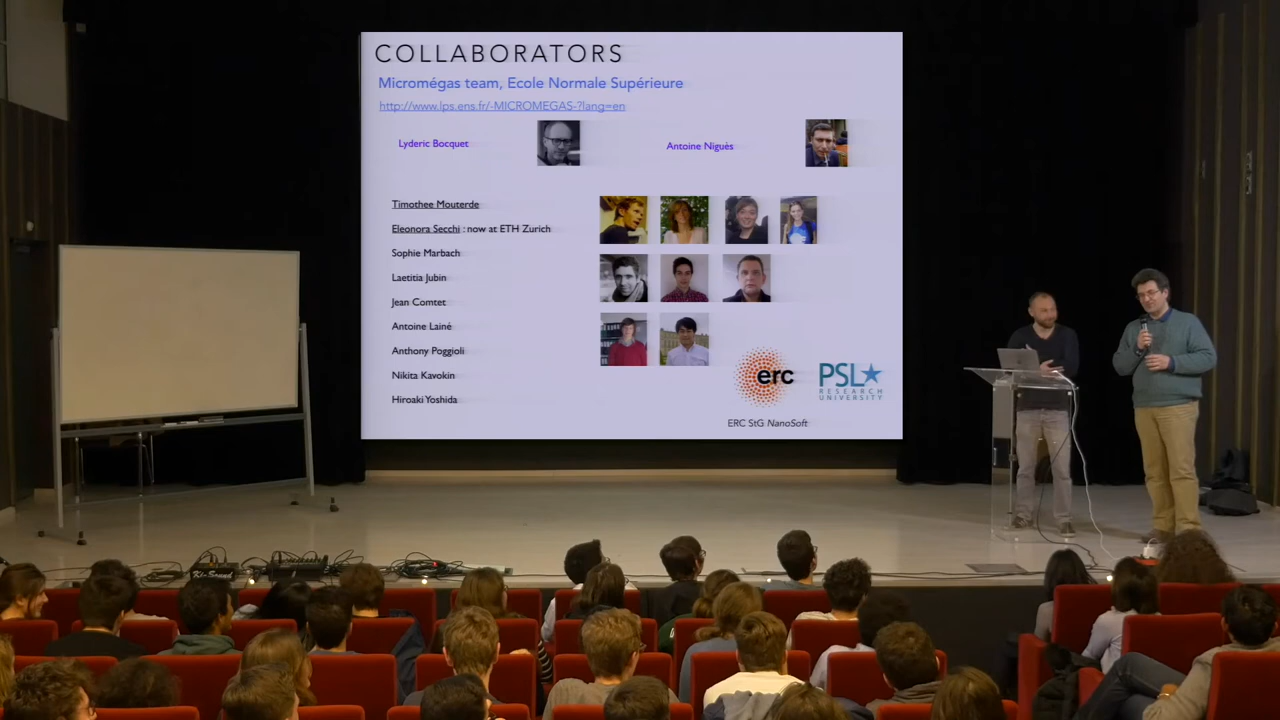 COLLABORATORS
Micromégas team, Ecole Normale Supérieure
http://www.lps.ens.fr/-MICROMEGAS-?lang=en
Lyderic Bocquet
Antoine Niguès
Timothee Mouterde
Eleonora Secchi : now at ETH Zurich
Sophie Marbach
Laetitia Jubin
Jean Comtet
Antoine Lainé
Anthony Poggioli
Nikita Kavokin
Hiroaki Yoshida
erc
PSL
RESEARCH
UNIVERSITY
ERC StG NanoSoft
Ki-Sound